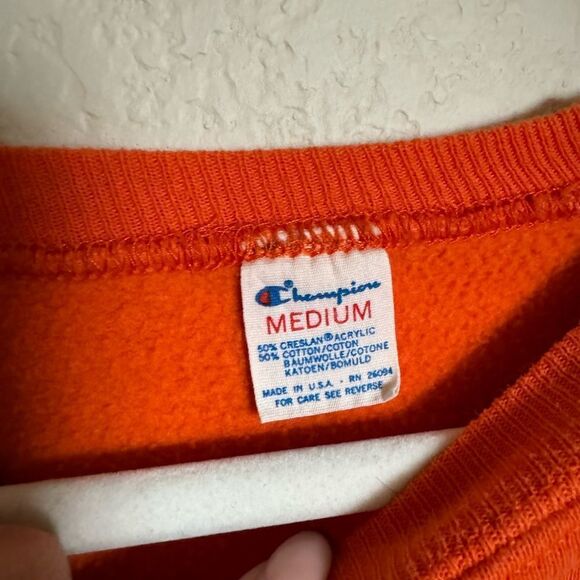 Champion
MEDIUM
50% CRESLAN® ACRYLIC
50% COTTON/COTON
BAUMWOLLE/COTONE
KATOEN/BOMULD
MADE IN U.S.A. - RN 26094
FOR CARE SEE REVERSE